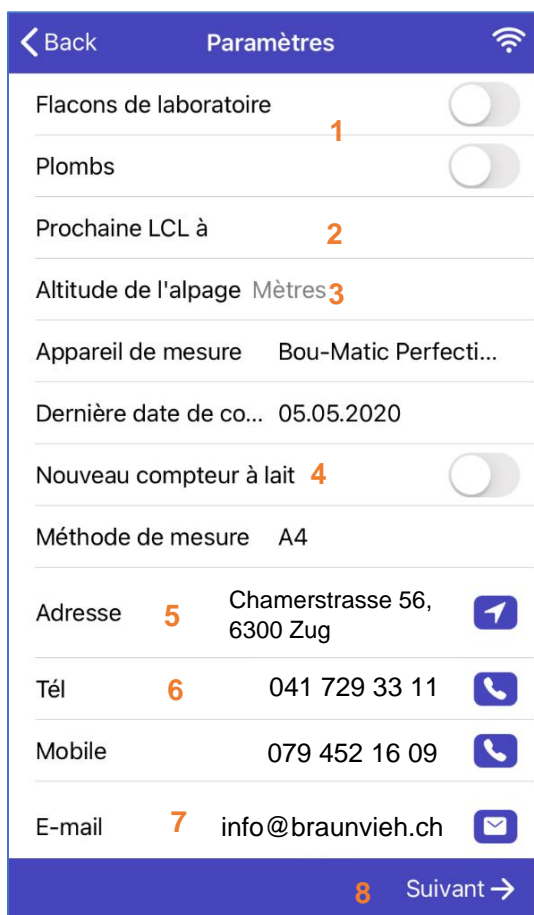 Back Paramètres
Flacons de laboratoire
1
Plombs
Prochaine LCL à 2
Altitude de l'alpage Mètres 3
Appareil de mesure Bou-Matic Perfecti...
Dernière date de co... 05.05.2020
Nouveau compteur à lait 4
Méthode de mesure A4
Adresse 5 Chamerstrasse 56,
6300 Zug
Tél 6 041 729 33 11
Mobile 079 452 16 09
E-mail 7 info@braunvieh.ch
8 Suivant